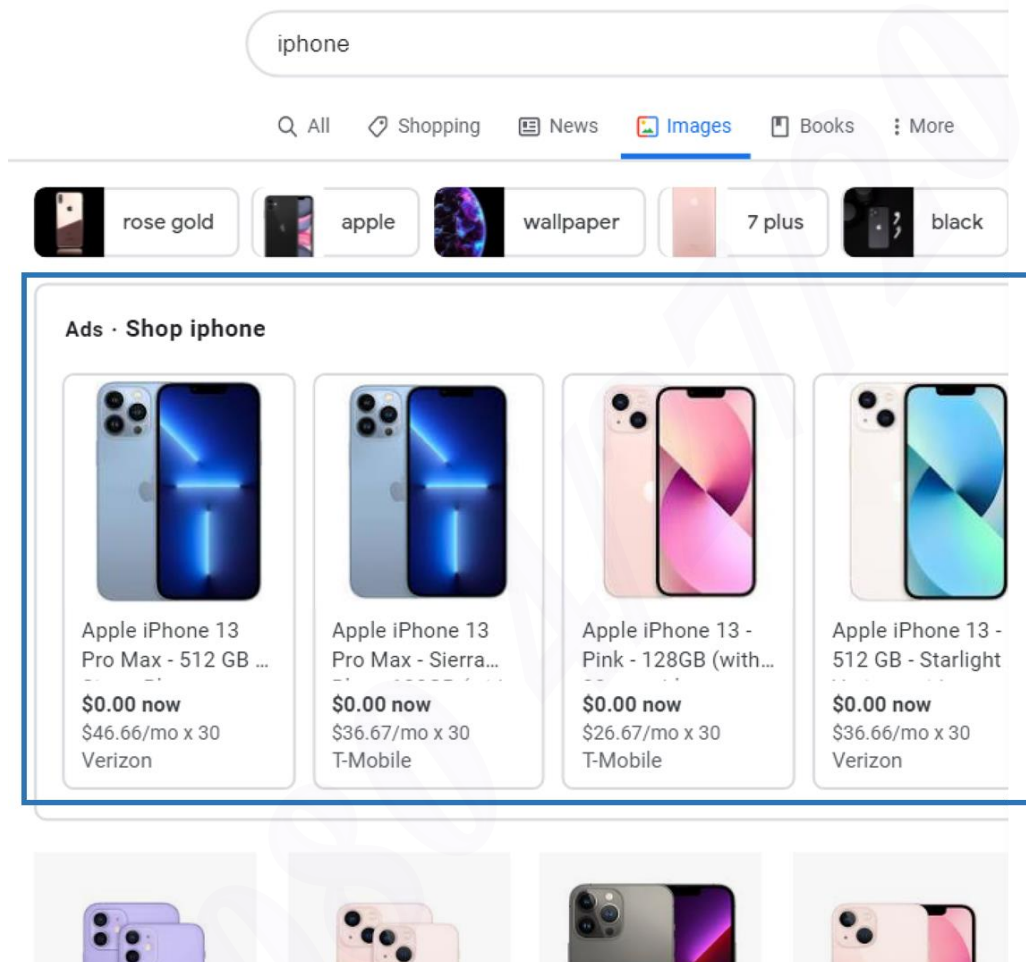 iphone
All Shopping News Images Books More
rose gold apple wallpaper 7 plus black
Ads · Shop iphone
Apple iPhone 13
Pro Max - 512 GB ...
$0.00 now
$46.66/mo x 30
Verizon
Apple iPhone 13
Pro Max - Sierra...
$0.00 now
$36.67/mo x 30
T-Mobile
Apple iPhone 13 -
Pink - 128GB (with...
$0.00 now
$26.67/mo x 30
T-Mobile
Apple iPhone 13 -
512 GB - Starlight
$0.00 now
$36.66/mo x 30
Verizon